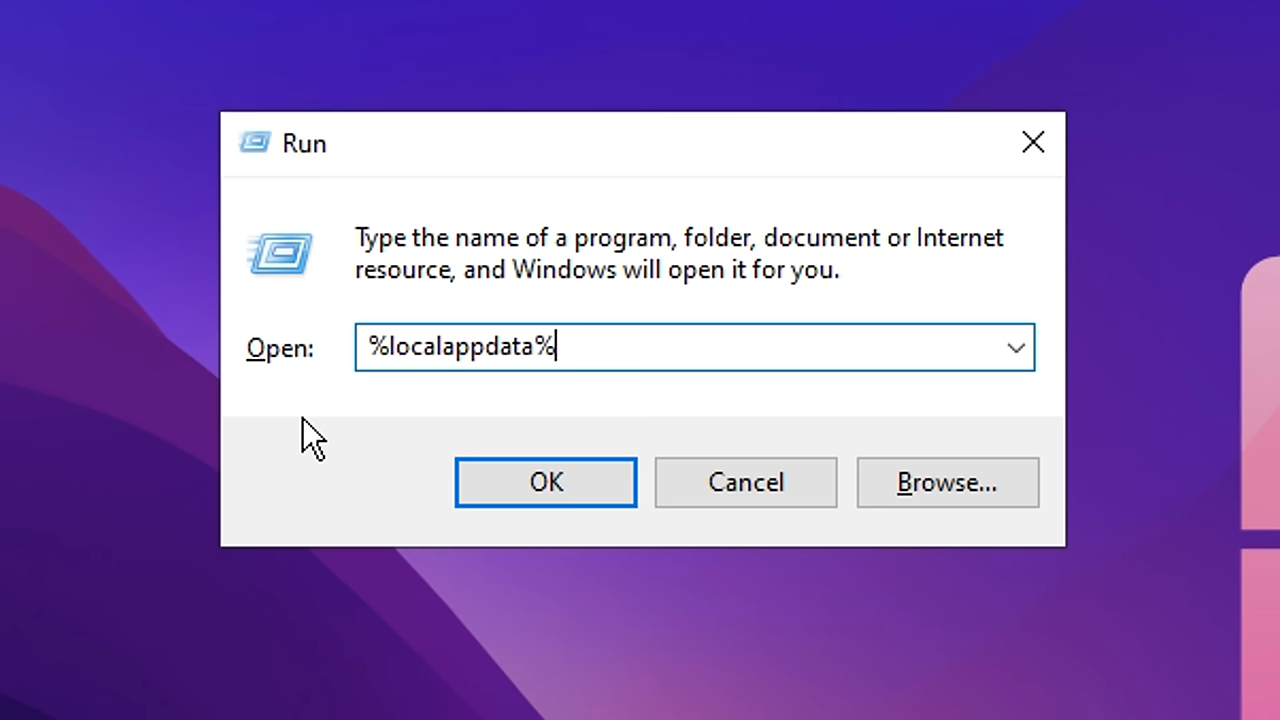 Run
Type the name of a program, folder, document or Internet
resource, and Windows will open it for you.
Open: %localappdata%
OK Cancel Browse...